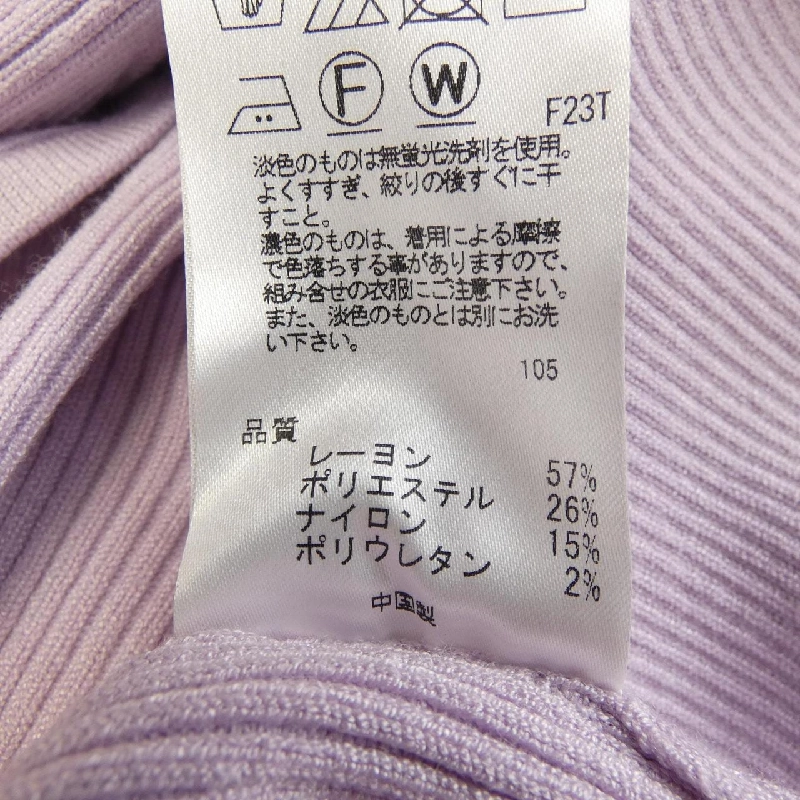 F
W
F23T
淡色のものは無蛍光洗剤を使用。
よくすすぎ、絞りの後すぐに干
すこと。
濃色のものは、着用による摩擦
で色落ちする事がありますので、
組み合せの衣服にご注意下さい。
また、淡色のものとは別にお洗
い下さい。
105
品質
レーヨン 57%
ポリエステル 26%
ナイロン 15%
ポリウレタン 2%
中国製